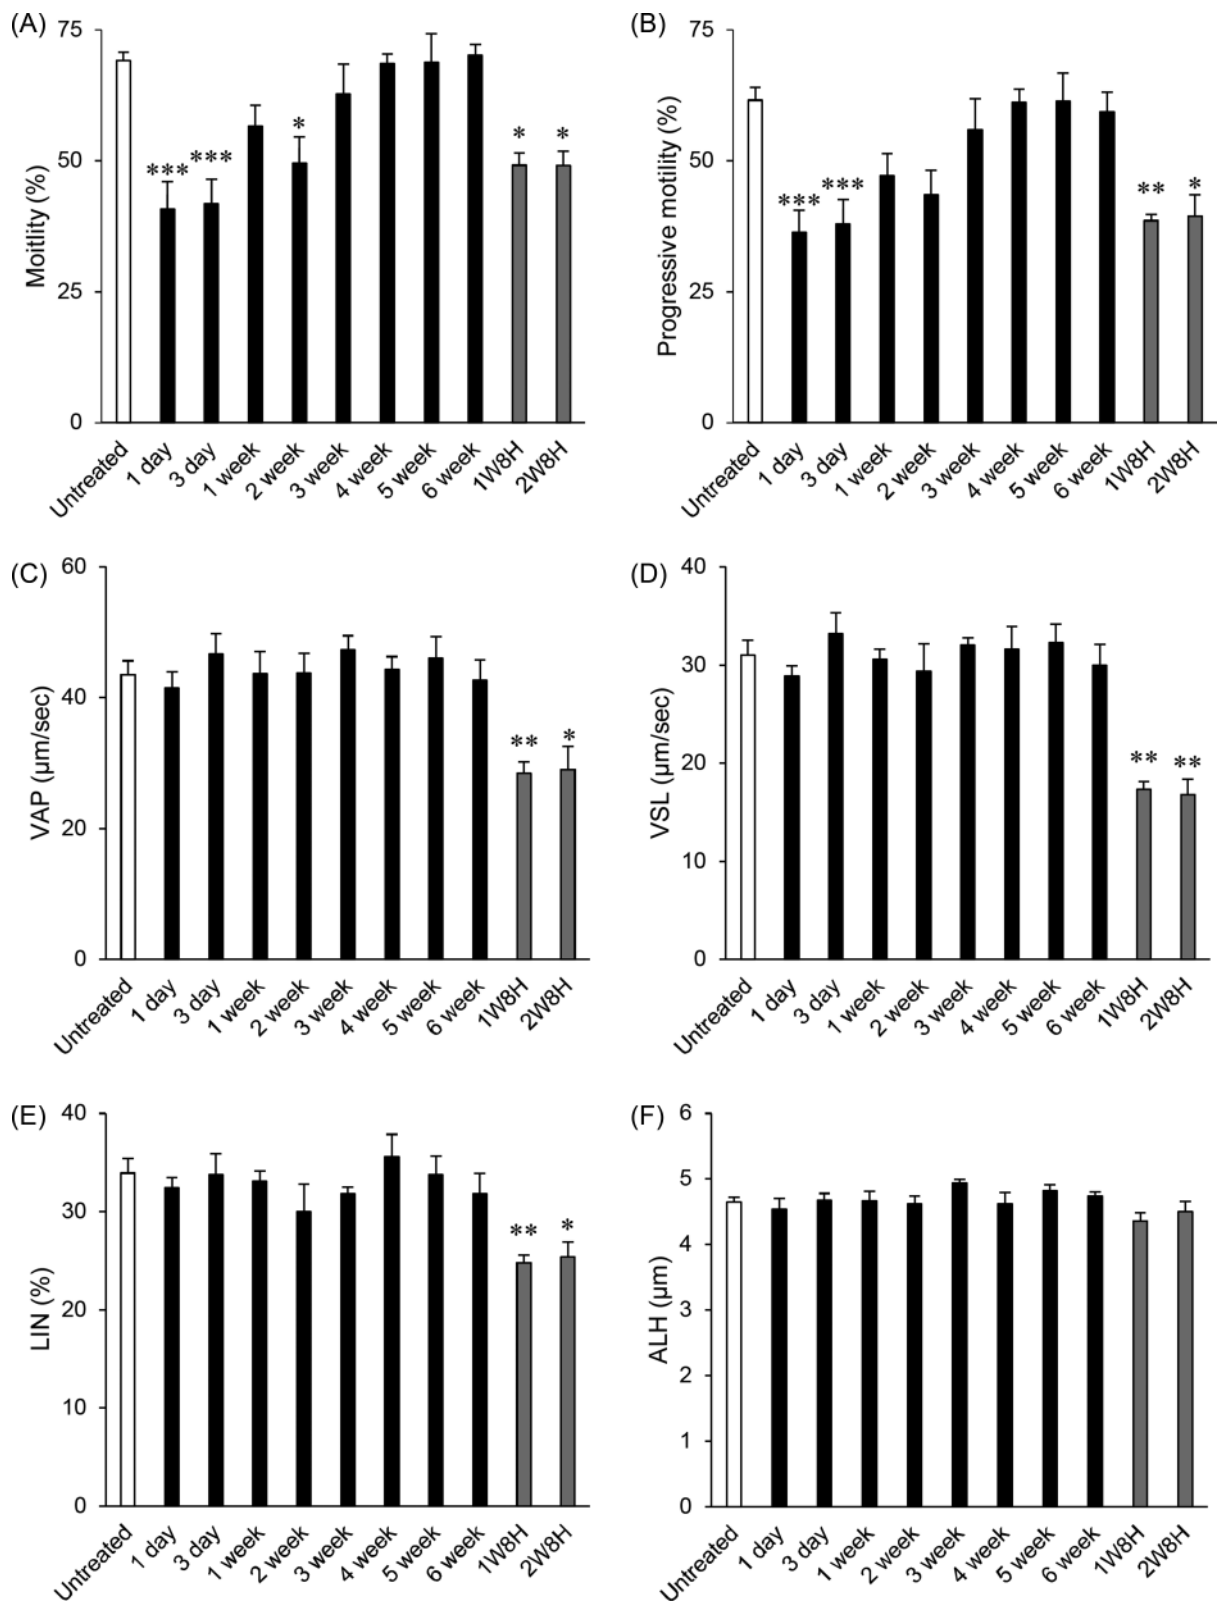 (A)
75
50
25
0
Moitlity (%)
***
***
*
*
*
Untreated
1 day
3 day
1 week
2 week
3 week
4 week
5 week
6 week
1W8H
2W8H
(B)
75
50
25
0
Progressive motility (%)
***
***
**
*
Untreated
1 day
3 day
1 week
2 week
3 week
4 week
5 week
6 week
1W8H
2W8H
(C)
60
40
20
0
VAP (µm/sec)
**
*
Untreated
1 day
3 day
1 week
2 week
3 week
4 week
5 week
6 week
1W8H
2W8H
(D)
40
30
20
10
0
VSL (µm/sec)
**
**
Untreated
1 day
3 day
1 week
2 week
3 week
4 week
5 week
6 week
1W8H
2W8H
(E)
40
30
20
10
0
LIN (%)
**
*
Untreated
1 day
3 day
1 week
2 week
3 week
4 week
5 week
6 week
1W8H
2W8H
(F)
6
5
4
3
2
1
0
ALH (µm)
Untreated
1 day
3 day
1 week
2 week
3 week
4 week
5 week
6 week
1W8H
2W8H